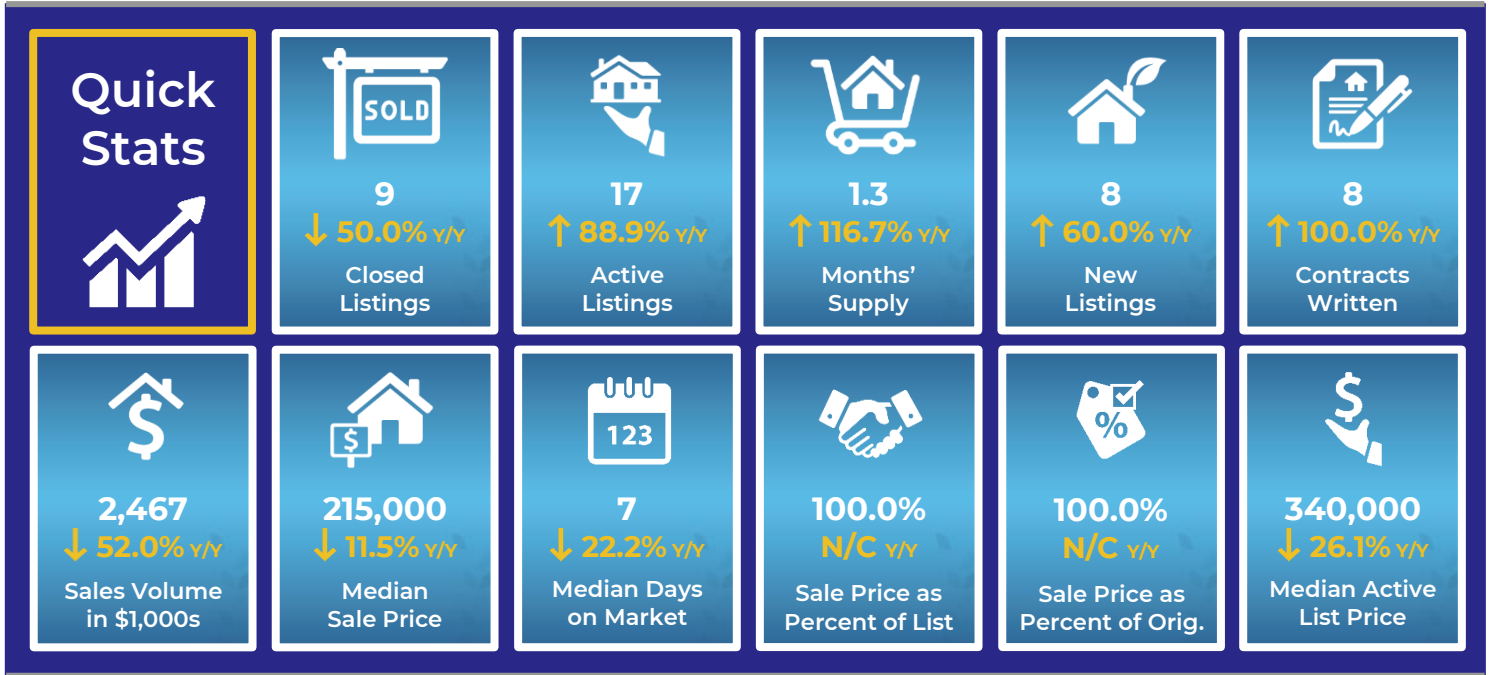 Quick
Stats
SOLD
9
↓ 50.0% Y/Y
Closed
Listings
17
↑ 88.9% Y/Y
Active
Listings
1.3
↑ 116.7% Y/Y
Months’
Supply
8
↑ 60.0% Y/Y
New
Listings
8
↑ 100.0% Y/Y
Contracts
Written
$
2,467
↓ 52.0% Y/Y
Sales Volume
in $1,000s
$
215,000
↓ 11.5% Y/Y
Median
Sale Price
123
7
↓ 22.2% Y/Y
Median Days
on Market
100.0%
N/C Y/Y
Sale Price as
Percent of List
%
100.0%
N/C Y/Y
Sale Price as
Percent of Orig.
$
340,000
↓ 26.1% Y/Y
Median Active
List Price